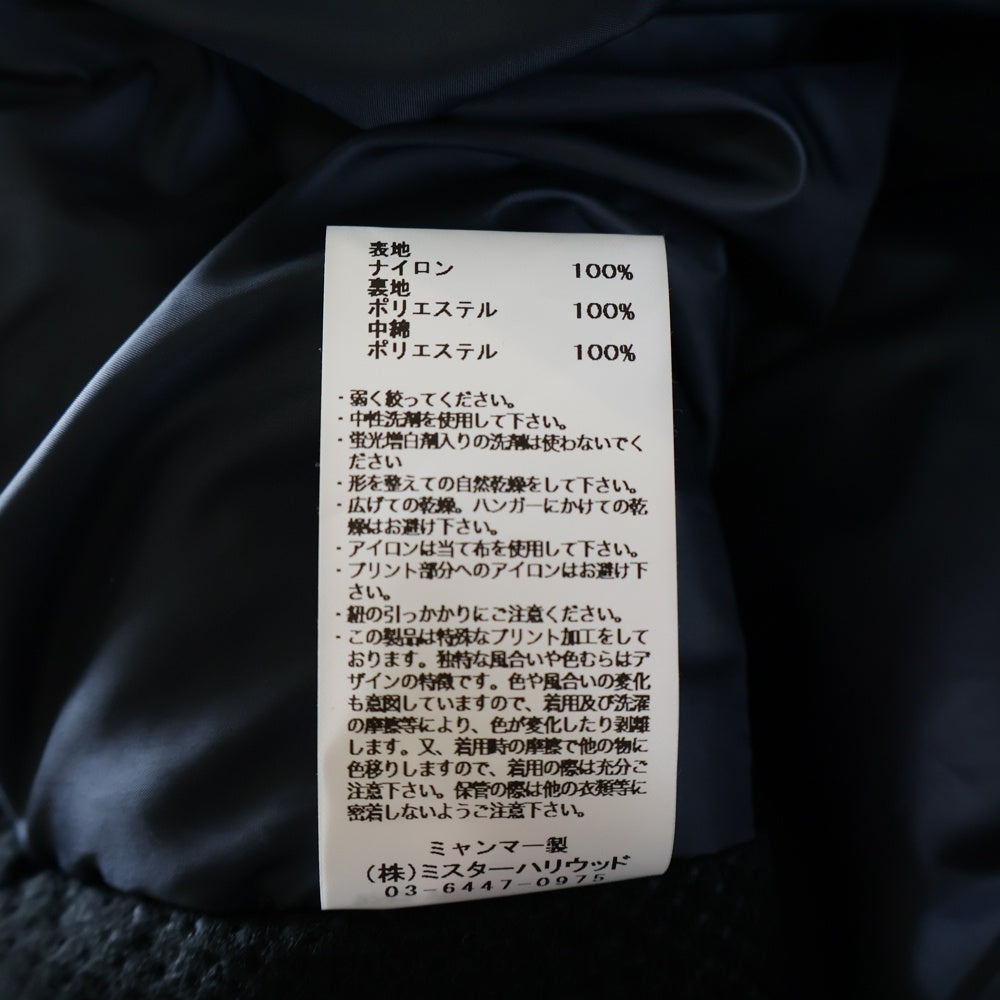 表地
ナイロン 100%
裏地
ポリエステル 100%
中綿
ポリエステル 100%
・弱く絞ってください。
・中性洗剤を使用して下さい。
・蛍光増白剤入りの洗剤は使わないでく
ださい
・形を整えての自然乾燥をして下さい。
・広げての乾燥。ハンガーにかけての乾
燥はお避け下さい。
・アイロンは当て布を使用して下さい。
・プリント部分へのアイロンはお避け下
さい。
・紐の引っかかりにご注意ください。
・この製品は特殊なプリント加工をして
おります。独特な風合いや色むらはデ
ザインの特徴です。色や風合いの変化
も意図していますので、着用及び洗濯
の摩擦等により、色が変化したり剥離
します。又、着用時の摩擦で他の物に
色移りしますので、着用の際は充分ご
注意下さい。保管の際は他の衣類等に
密着しないようご注意下さい。
ミャンマー製
(株)ミスターハリウッド
03-6447-0975